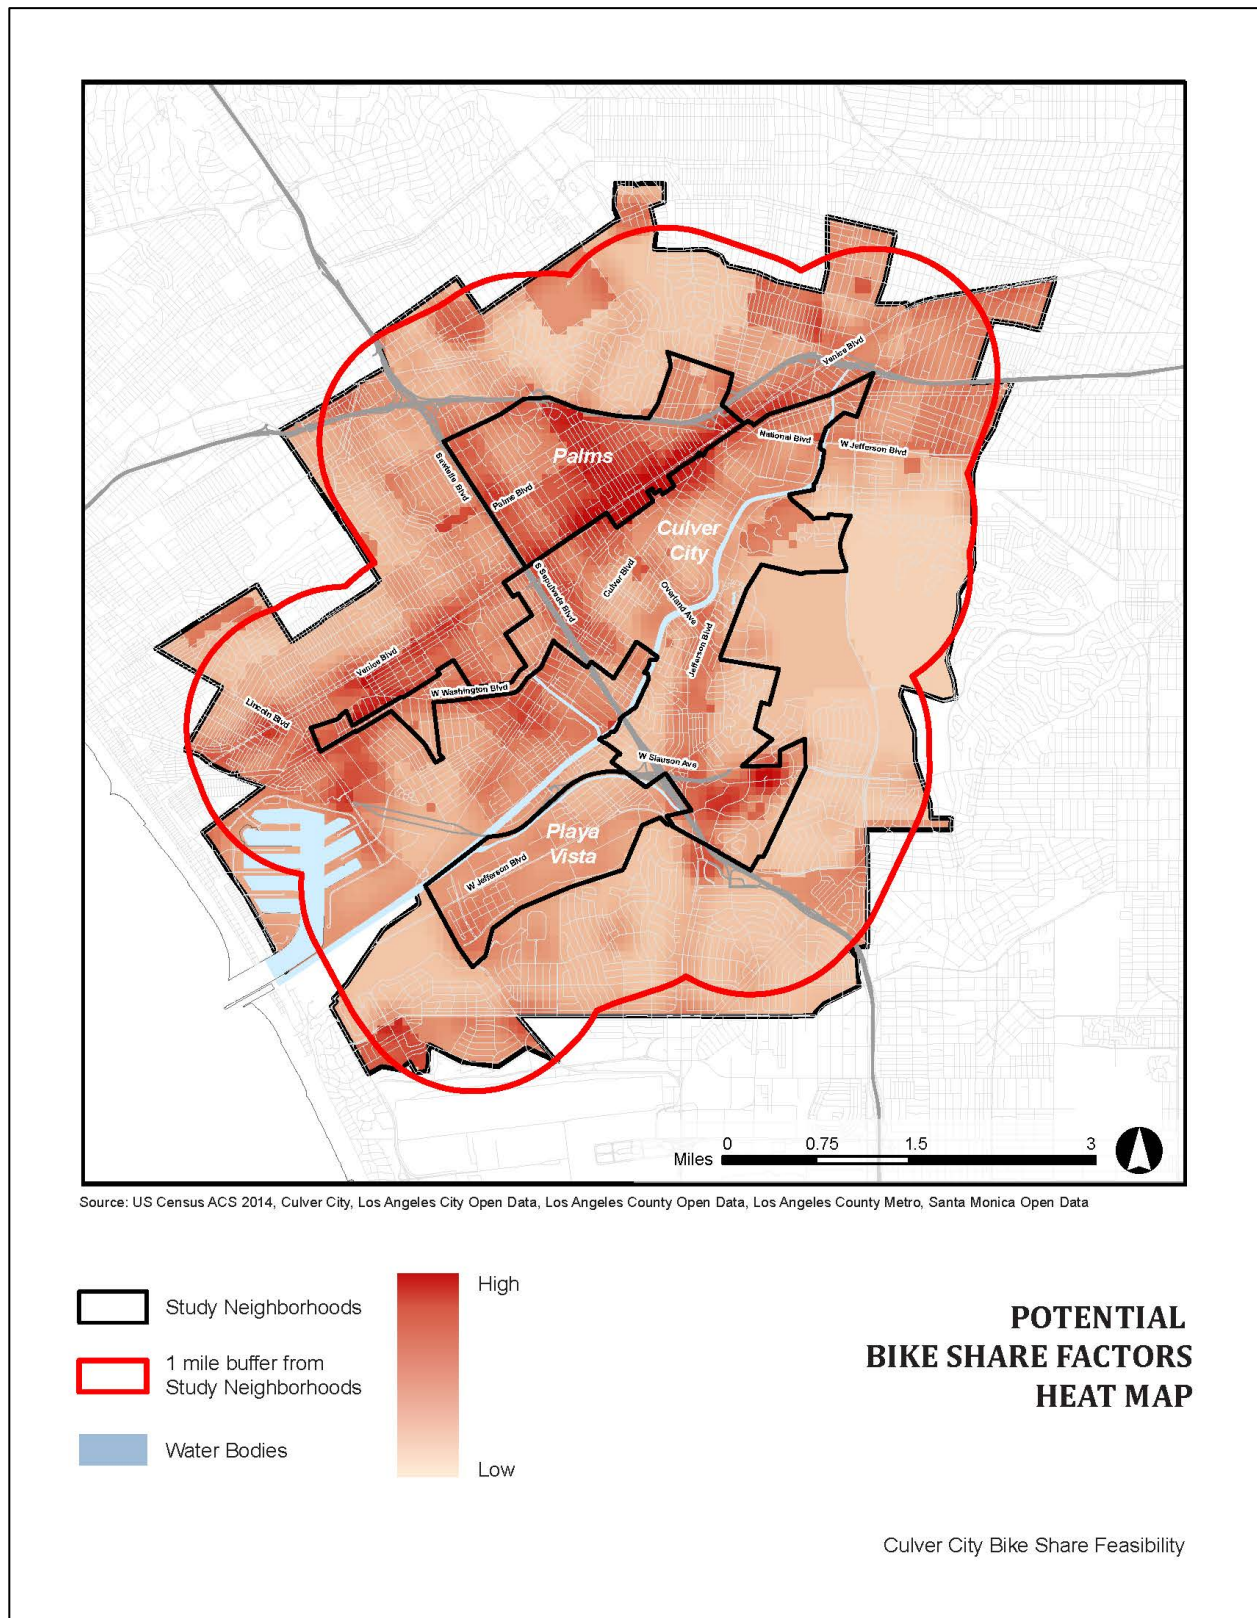 Venice Blvd
National Blvd
W Jefferson Blvd
Palms
Sawtelle Blvd
Palms Blvd
Culver
City
Culver Blvd
S Sepulveda Blvd
Overland Ave
Jefferson Blvd
Venice Blvd
W Washington Blvd
Lincoln Blvd
W Slauson Ave
Playa
Vista
W Jefferson Blvd
0 0.75 1.5 3
Miles
Source: US Census ACS 2014, Culver City, Los Angeles City Open Data, Los Angeles County Open Data, Los Angeles County Metro, Santa Monica Open Data
Study Neighborhoods
1 mile buffer from
Study Neighborhoods
Water Bodies
High
Low
POTENTIAL
BIKE SHARE FACTORS
HEAT MAP
Culver City Bike Share Feasibility